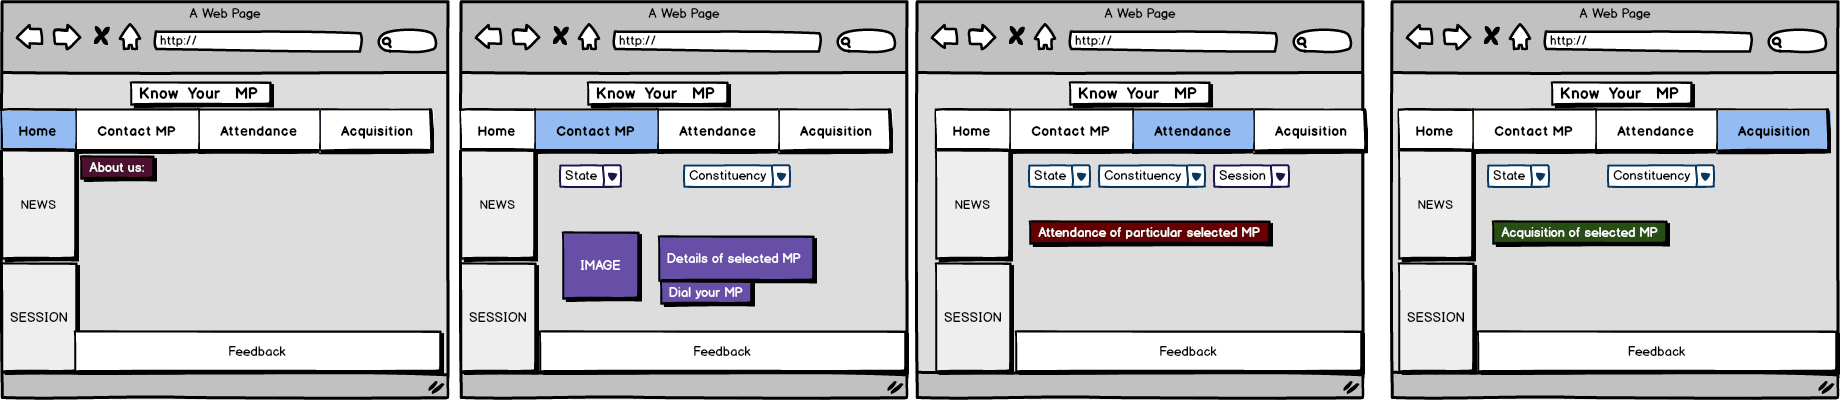 A Web Page
http://
Know Your MP
Home Contact MP Attendance Acquisition
About us:
NEWS
SESSION
Feedback
A Web Page
http://
Know Your MP
Home Contact MP Attendance Acquisition
State Constituency
NEWS
IMAGE
Details of selected MP
Dial your MP
SESSION
Feedback
A Web Page
http://
Know Your MP
Home Contact MP Attendance Acquisition
State Constituency Session
NEWS
Attendance of particular selected MP
SESSION
Feedback
A Web Page
http://
Know Your MP
Home Contact MP Attendance Acquisition
State Constituency
NEWS
Acquisition of selected MP
SESSION
Feedback